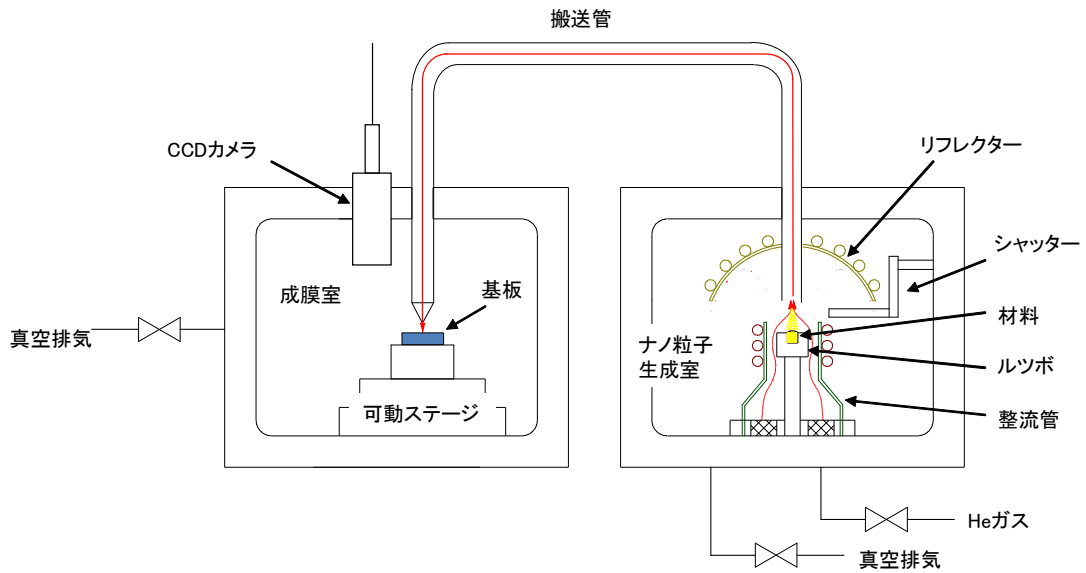 搬送管
CCDカメラ
リフレクター
シャッター
成膜室
基板
材料
真空排気
ナノ粒子
生成室
ルツボ
可動ステージ
整流管
Heガス
真空排気